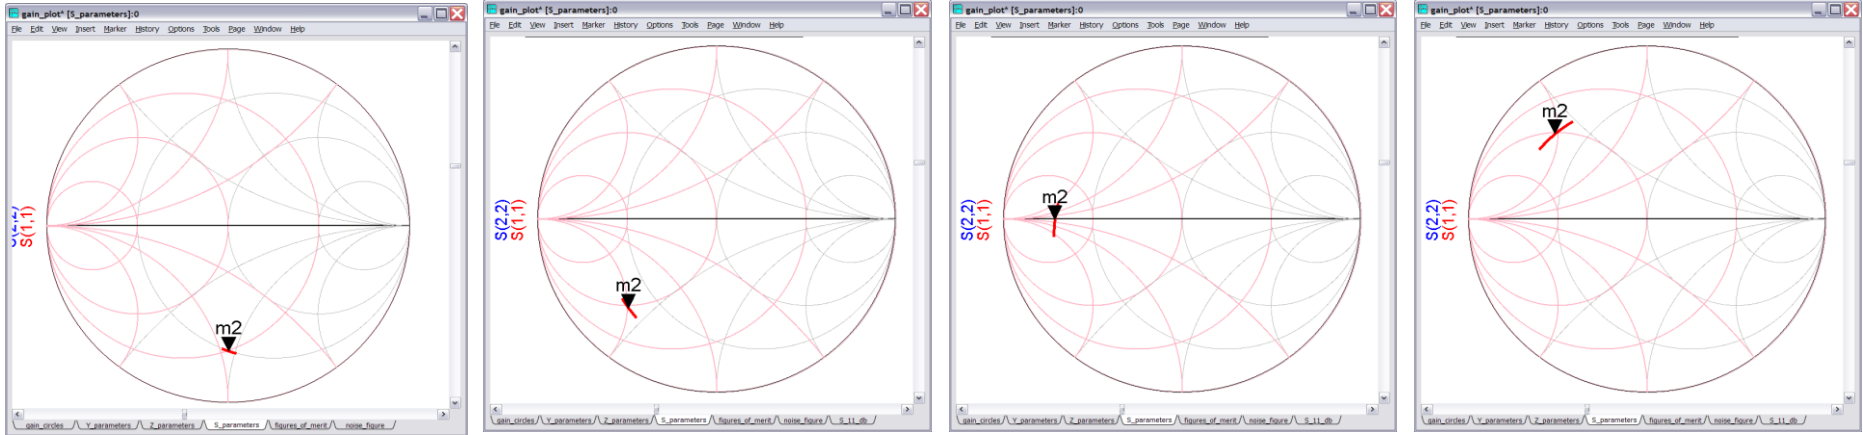 gain_plot* [S_parameters]:0
File Edit View Insert Marker History Options Tools Page Window Help
S(2,2)
S(1,1)
m2
gain_circles Y_parameters Z_parameters S_parameters figures_of_merit noise_figure
gain_plot* [S_parameters]:0
File Edit View Insert Marker History Options Tools Page Window Help
S(2,2)
S(1,1)
m2
gain_circles Y_parameters Z_parameters S_parameters figures_of_merit noise_figure S_11_db
gain_plot* [S_parameters]:0
File Edit View Insert Marker History Options Tools Page Window Help
S(2,2)
S(1,1)
m2
gain_circles Y_parameters Z_parameters S_parameters figures_of_merit noise_figure S_11_db
gain_plot* [S_parameters]:0
File Edit View Insert Marker History Options Tools Page Window Help
S(2,2)
S(1,1)
m2
gain_circles Y_parameters Z_parameters S_parameters figures_of_merit noise_figure S_11_db